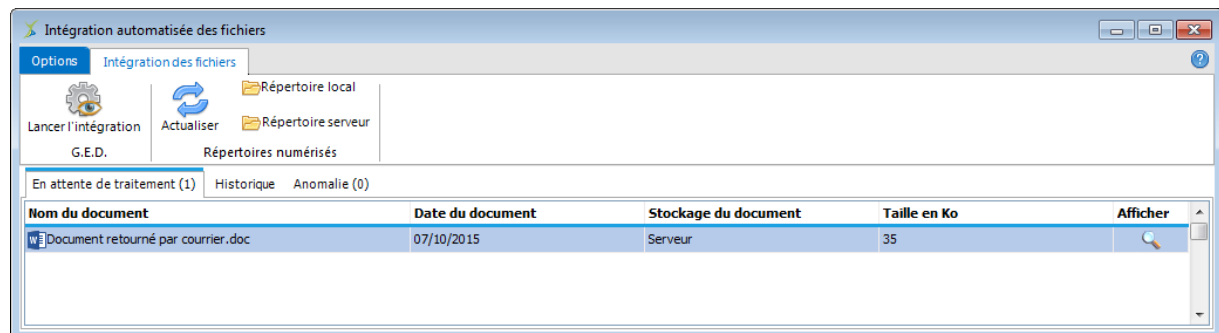 Intégration automatisée des fichiers
Options Intégration des fichiers
Répertoire local
Répertoire serveur
Lancer l'intégration Actualiser
G.E.D. Répertoires numérisés
En attente de traitement (1) Historique Anomalie (0)
Nom du document Date du document Stockage du document Taille en Ko Afficher
Document retourné par courrier.doc 07/10/2015 Serveur 35